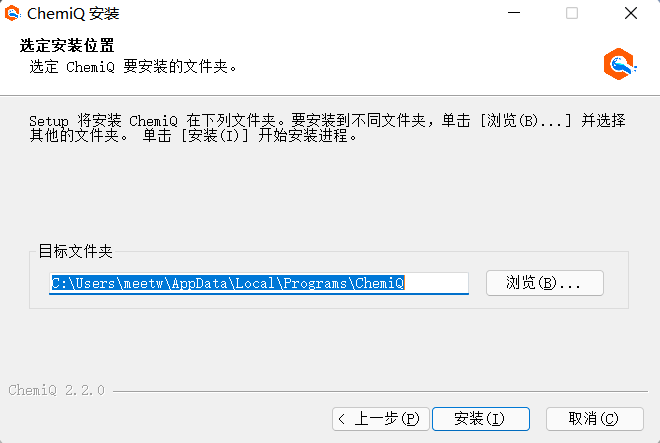 ChemiQ 安装
选定安装位置
选定 ChemiQ 要安装的文件夹。
Setup 将安装 ChemiQ 在下列文件夹。要安装到不同文件夹，单击 [浏览(B)...] 并选择
其他的文件夹。 单击 [安装(I)] 开始安装进程。
目标文件夹
C:\Users\meetw\AppData\Local\Programs\ChemiQ
浏览(B)...
ChemiQ 2.2.0
< 上一步(P)
安装(I)
取消(C)